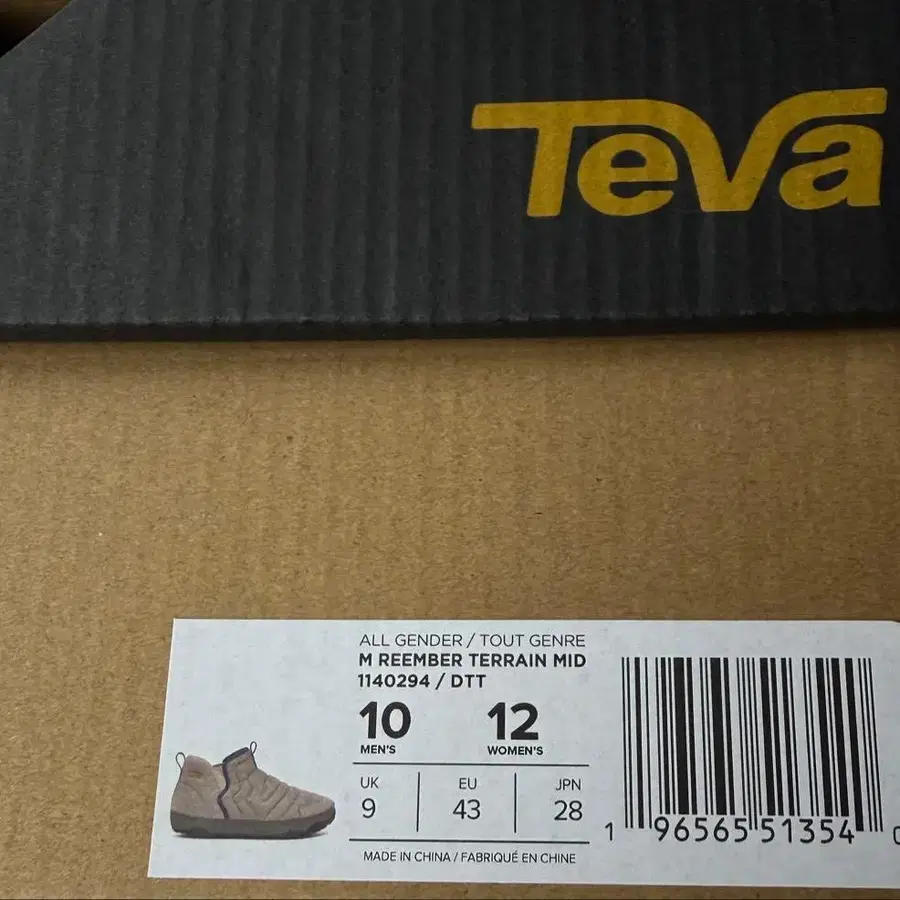 Teva
ALL GENDER / TOUT GENRE
M REEMBER TERRAIN MID
1140294 / DTT
10 12
MEN'S WOMEN'S
UK EU JPN
9 43 28
MADE IN CHINA / FABRIQUÉ EN CHINE
1 96565 51354 0